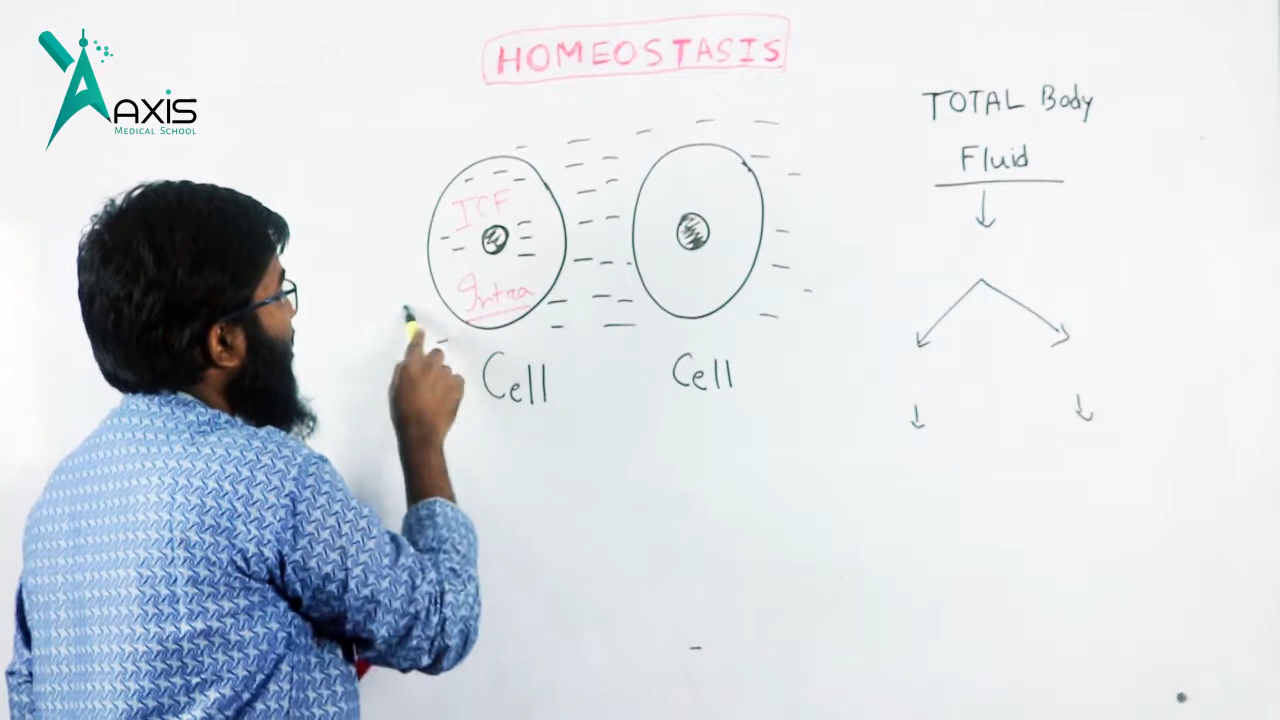 AXIS
MEDICAL SCHOOL
HOMEOSTASIS
ICF
Intra
Cell
Cell
TOTAL Body
Fluid